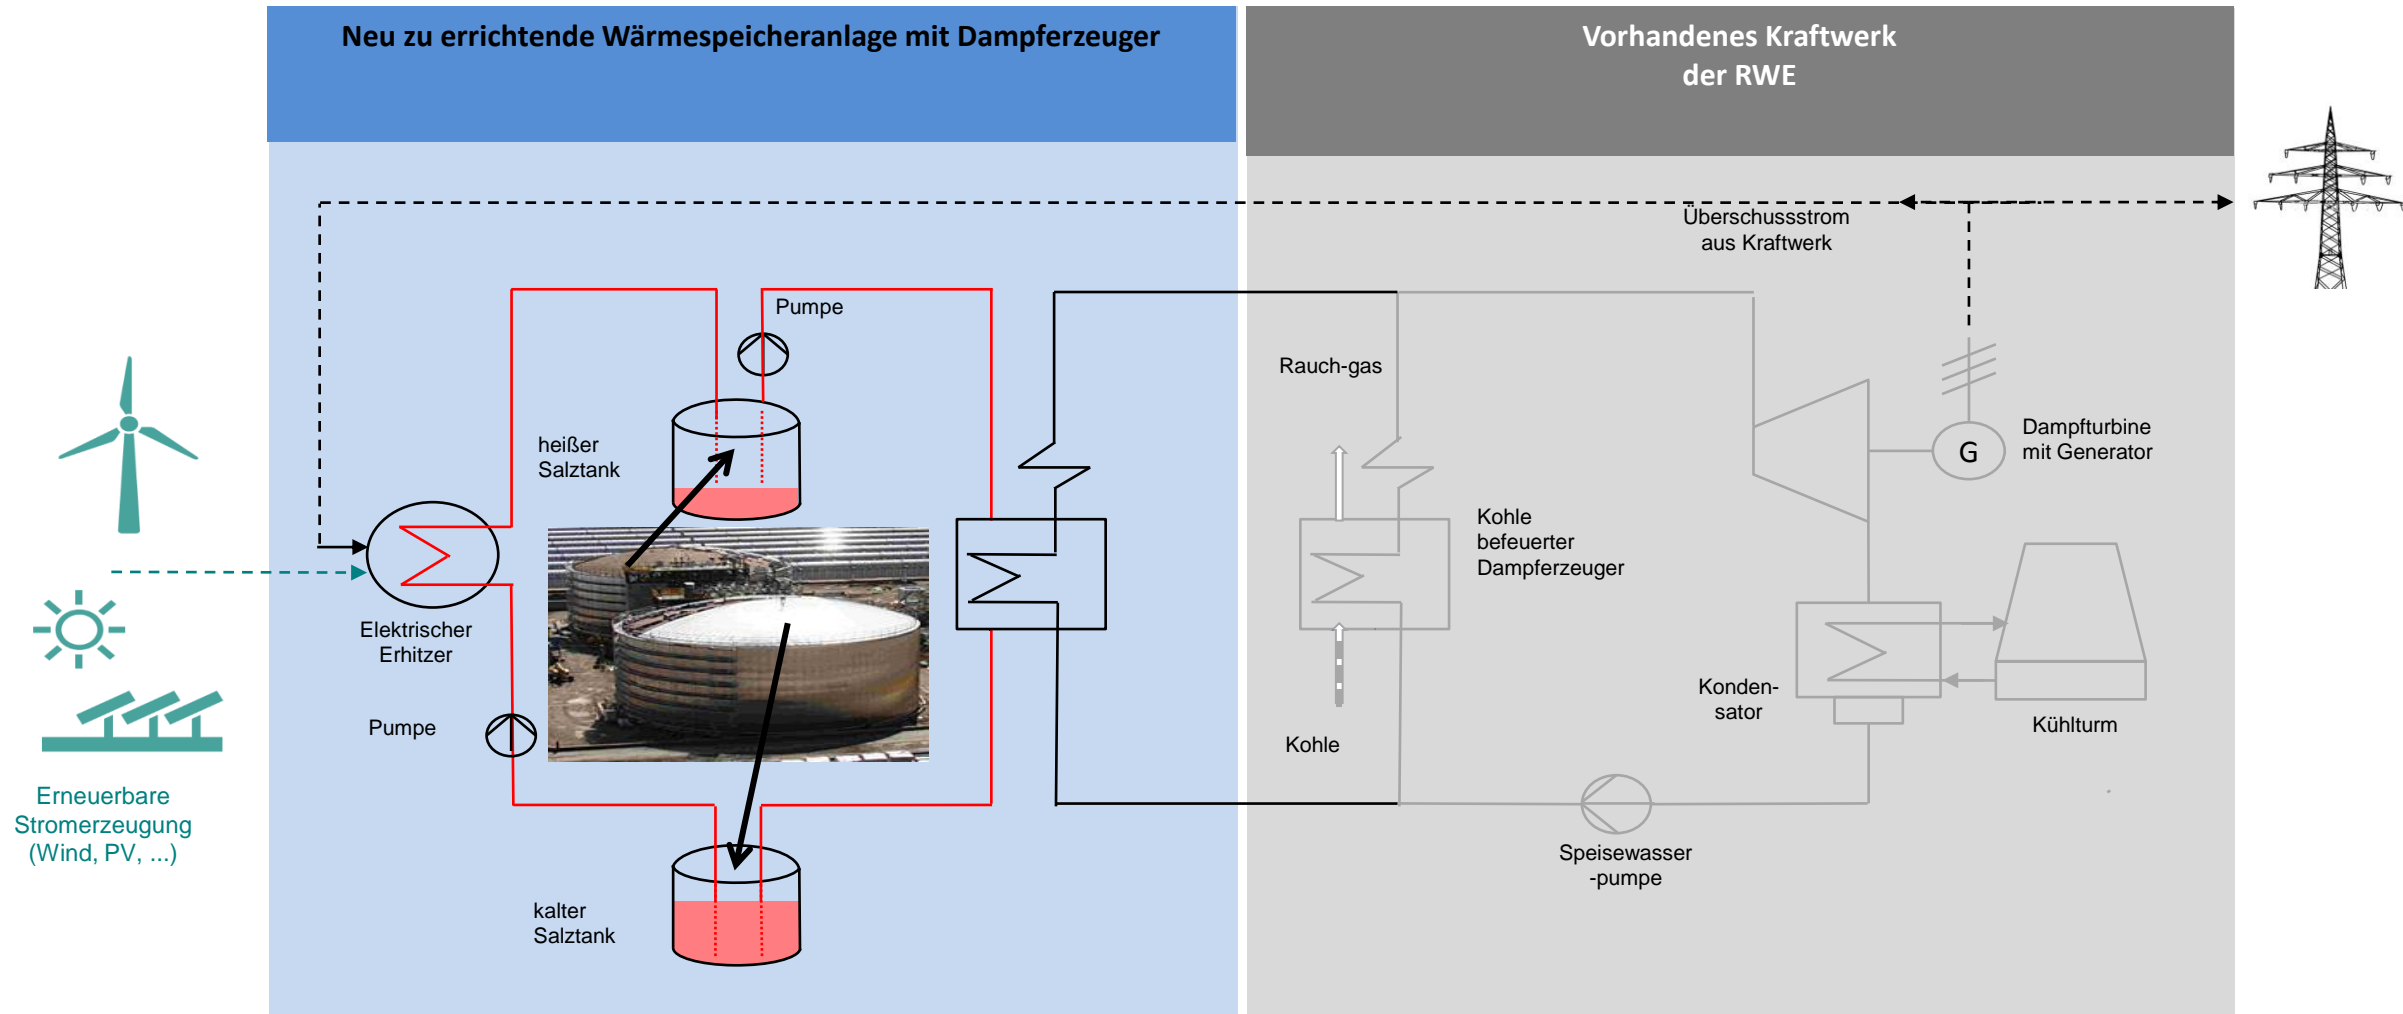 Neu zu errichtende Wärmespeicheranlage mit Dampferzeuger
Vorhandenes Kraftwerk
der RWE
Überschussstrom
aus Kraftwerk
Pumpe
Rauch-gas
heißer
Salztank
Dampfturbine
mit Generator
G
Kohle
befeuerter
Dampferzeuger
Elektrischer
Erhitzer
Pumpe
Konden-
sator
Kühlturm
Kohle
Erneuerbare
Stromerzeugung
(Wind, PV, ...)
Speisewasser
-pumpe
kalter
Salztank